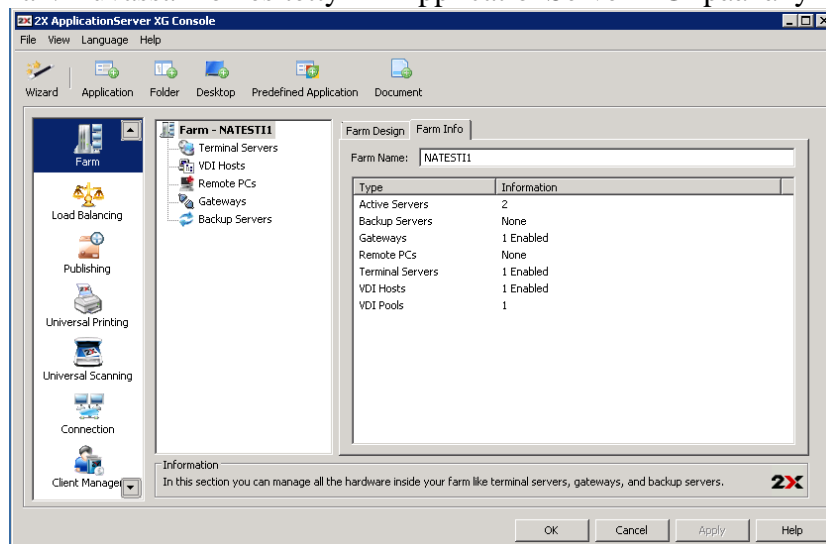 2X ApplicationServer XG Console
File View Language Help
Wizard Application Folder Desktop Predefined Application Document
Farm
Load Balancing
Publishing
Universal Printing
Universal Scanning
Connection
Client Manager
Farm - NATESTI1
Terminal Servers
VDI Hosts
Remote PCs
Gateways
Backup Servers
Farm Design Farm Info
Farm Name: NATESTI1
Type Information
Active Servers 2
Backup Servers None
Gateways 1 Enabled
Remote PCs None
Terminal Servers 1 Enabled
VDI Hosts 1 Enabled
VDI Pools 1
Information
In this section you can manage all the hardware inside your farm like terminal servers, gateways, and backup servers.
2X
OK Cancel Apply Help